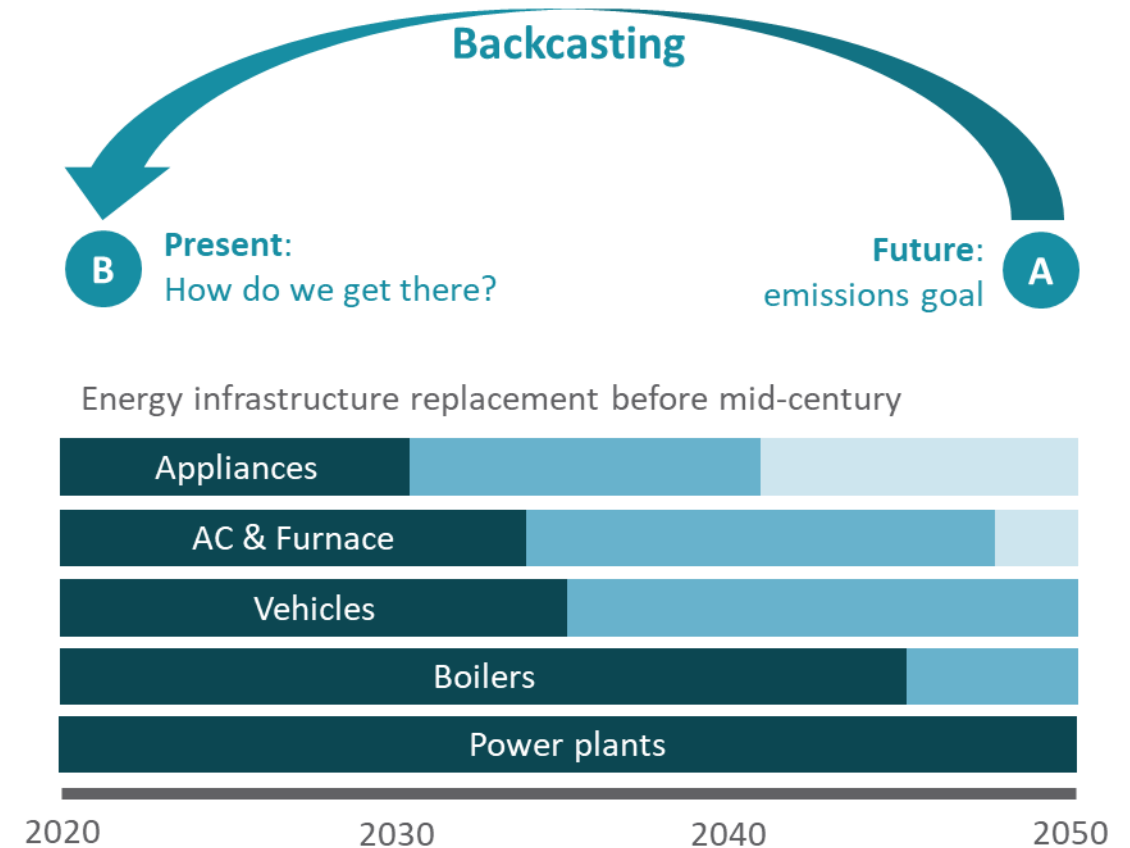 Backcasting
B
Present:
How do we get there?
Future:
emissions goal
A
Energy infrastructure replacement before mid-century
Appliances
AC & Furnace
Vehicles
Boilers
Power plants
2020
2030
2040
2050